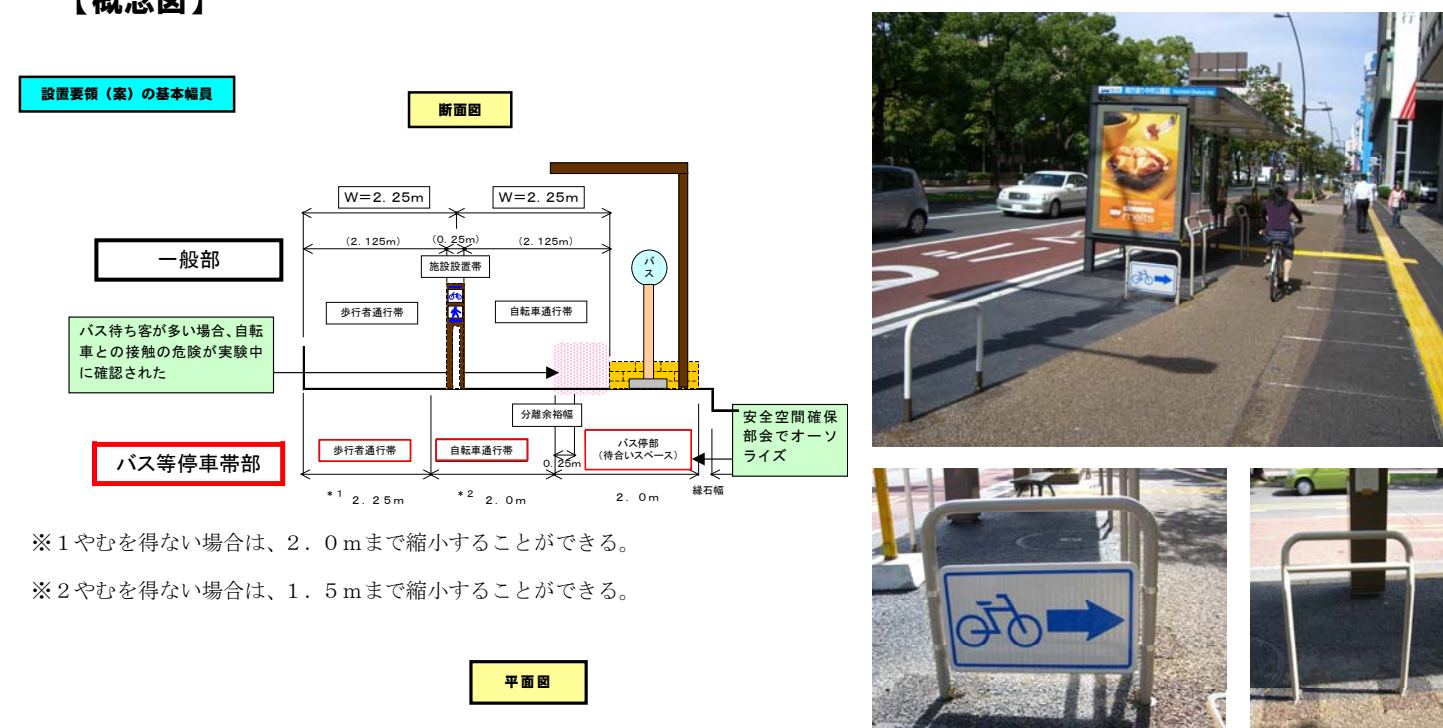 【概念図】
設置要領（案）の基本幅員
断面図
W=2.25m
W=2.25m
(2.125m)
(0.25m)
(2.125m)
一般部
施設設置帯
バス
歩行者通行帯
自転車通行帯
バス待ち客が多い場合、自転
車との接触の危険が実験中
に確認された
分離余裕幅
安全空間確保
部会でオーソ
ライズ
バス等停車帯部
歩行者通行帯
自転車通行帯
0.25m
バス停部
(待合いスペース)
*1 2.25m
*2 2.0m
2.0m
縁石幅
※１やむを得ない場合は、２．０ｍまで縮小することができる。
※２やむを得ない場合は、１．５ｍまで縮小することができる。
平面図
melts